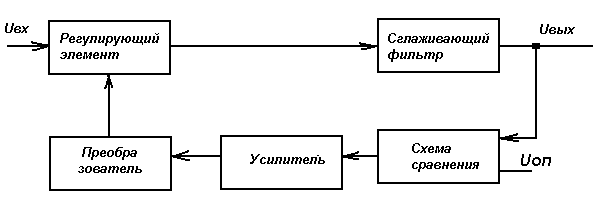 Uвх
Регулирующий
элемент
Сглаживающий
фильтр
Uвых
Преобра
зователь
Усилитель
Схема
сравнения
Uоп